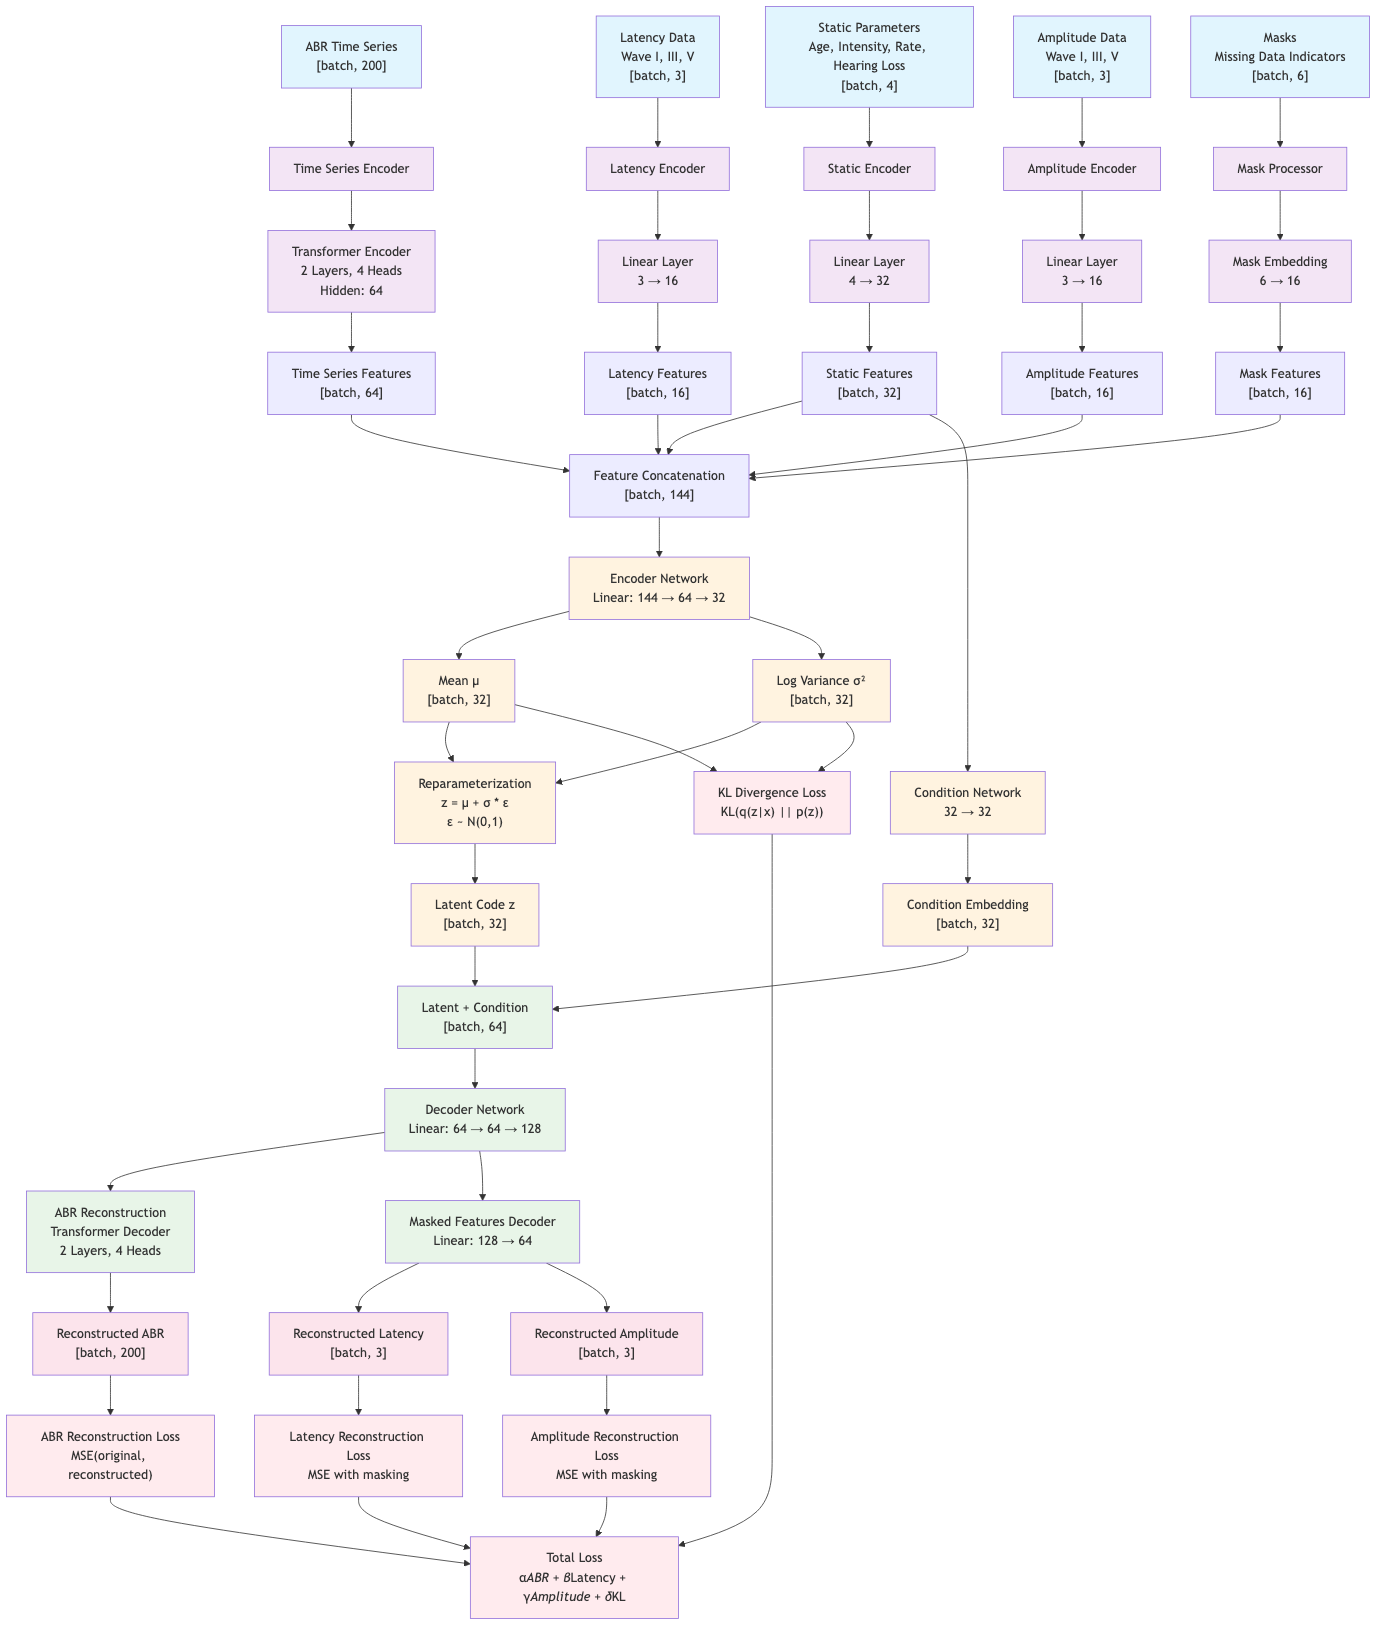 ABR Time Series
[batch, 200]
Latency Data
Wave I, III, V
[batch, 3]
Static Parameters
Age, Intensity, Rate,
Hearing Loss
[batch, 4]
Amplitude Data
Wave I, III, V
[batch, 3]
Masks
Missing Data Indicators
[batch, 6]
Time Series Encoder
Latency Encoder
Static Encoder
Amplitude Encoder
Mask Processor
Transformer Encoder
2 Layers, 4 Heads
Hidden: 64
Linear Layer
3 → 16
Linear Layer
4 → 32
Linear Layer
3 → 16
Mask Embedding
6 → 16
Time Series Features
[batch, 64]
Latency Features
[batch, 16]
Static Features
[batch, 32]
Amplitude Features
[batch, 16]
Mask Features
[batch, 16]
Feature Concatenation
[batch, 144]
Encoder Network
Linear: 144 → 64 → 32
Mean μ
[batch, 32]
Log Variance σ²
[batch, 32]
Reparameterization
z = μ + σ * ε
ε ~ N(0,1)
KL Divergence Loss
KL(q(z|x) || p(z))
Condition Network
32 → 32
Latent Code z
[batch, 32]
Condition Embedding
[batch, 32]
Latent + Condition
[batch, 64]
Decoder Network
Linear: 64 → 64 → 128
ABR Reconstruction
Transformer Decoder
2 Layers, 4 Heads
Masked Features Decoder
Linear: 128 → 64
Reconstructed ABR
[batch, 200]
Reconstructed Latency
[batch, 3]
Reconstructed Amplitude
[batch, 3]
ABR Reconstruction Loss
MSE(original,
reconstructed)
Latency Reconstruction
Loss
MSE with masking
Amplitude Reconstruction
Loss
MSE with masking
Total Loss
αABR + βLatency +
γAmplitude + δKL